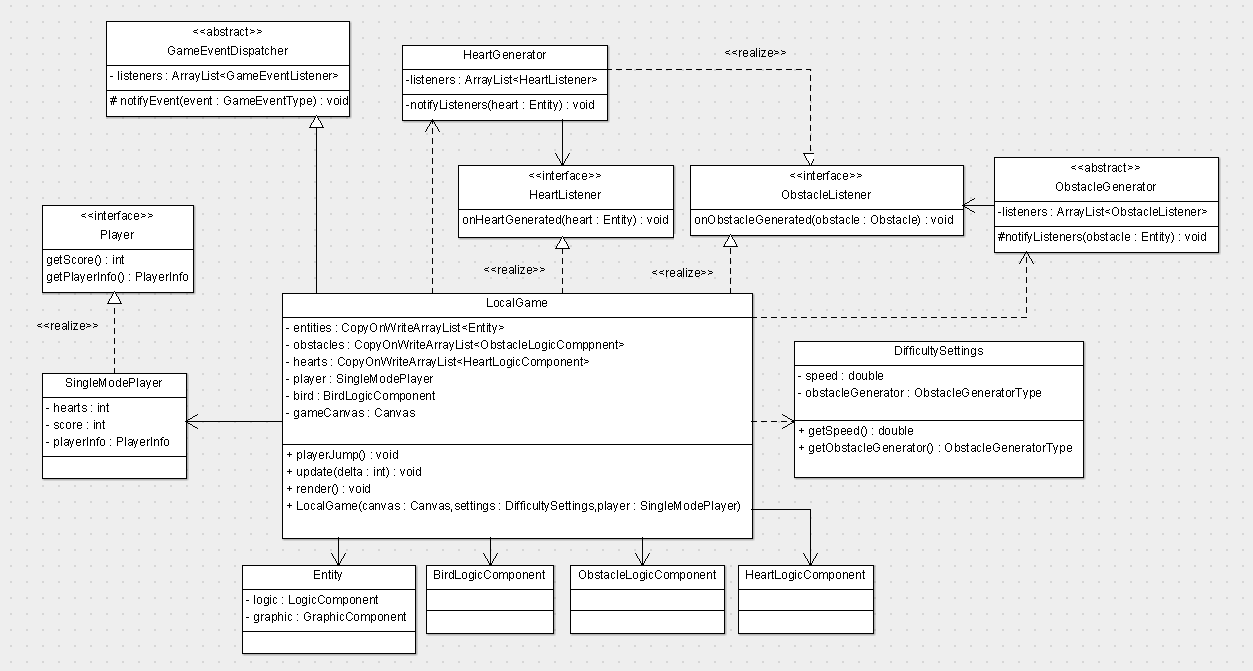 <<abstract>>
GameEventDispatcher
- listeners : ArrayList<GameEventListener>
# notifyEvent(event : GameEventType) : void
HeartGenerator
-listeners : ArrayList<HeartListener>
-notifyListeners(heart : Entity) : void
<<realize>>
<<interface>>
HeartListener
onHeartGenerated(heart : Entity) : void
<<interface>>
ObstacleListener
onObstacleGenerated(obstacle : Obstacle) : void
<<abstract>>
ObstacleGenerator
-listeners : ArrayList<ObstacleListener>
#notifyListeners(obstacle : Entity) : void
<<interface>>
Player
getScore() : int
getPlayerInfo() : PlayerInfo
<<realize>>
<<realize>>
<<realize>>
SingleModePlayer
- hearts : int
- score : int
- playerInfo : PlayerInfo
LocalGame
- entities : CopyOnWriteArrayList<Entity>
- obstacles : CopyOnWriteArrayList<ObstacleLogicComppnent>
- hearts : CopyOnWriteArrayList<HeartLogicComponent>
- player : SingleModePlayer
- bird : BirdLogicComponent
- gameCanvas : Canvas
+ playerJump() : void
+ update(delta : int) : void
+ render() : void
+ LocalGame(canvas : Canvas,settings : DifficultySettings,player : SingleModePlayer)
DifficultySettings
- speed : double
- obstacleGenerator : ObstacleGeneratorType
+ getSpeed() : double
+ getObstacleGenerator() : ObstacleGeneratorType
Entity
- logic : LogicComponent
- graphic : GraphicComponent
BirdLogicComponent
ObstacleLogicComponent
HeartLogicComponent